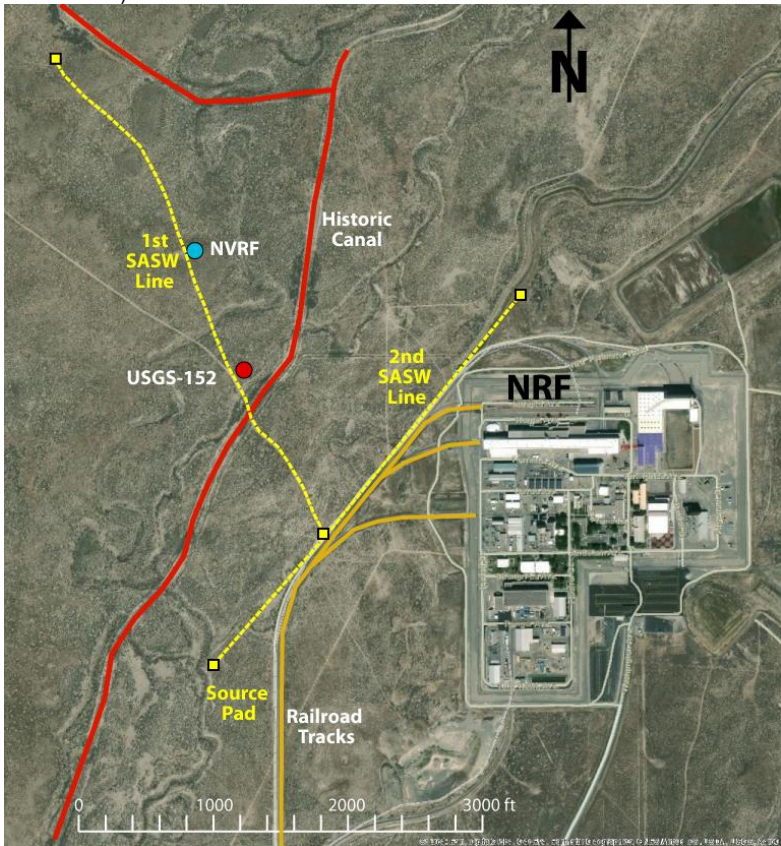 N
Historic
Canal
1st
SASW
Line
NVRF
USGS-152
2nd
SASW
Line
NRF
Source
Pad
Railroad
Tracks
0 1000 2000 3000 ft